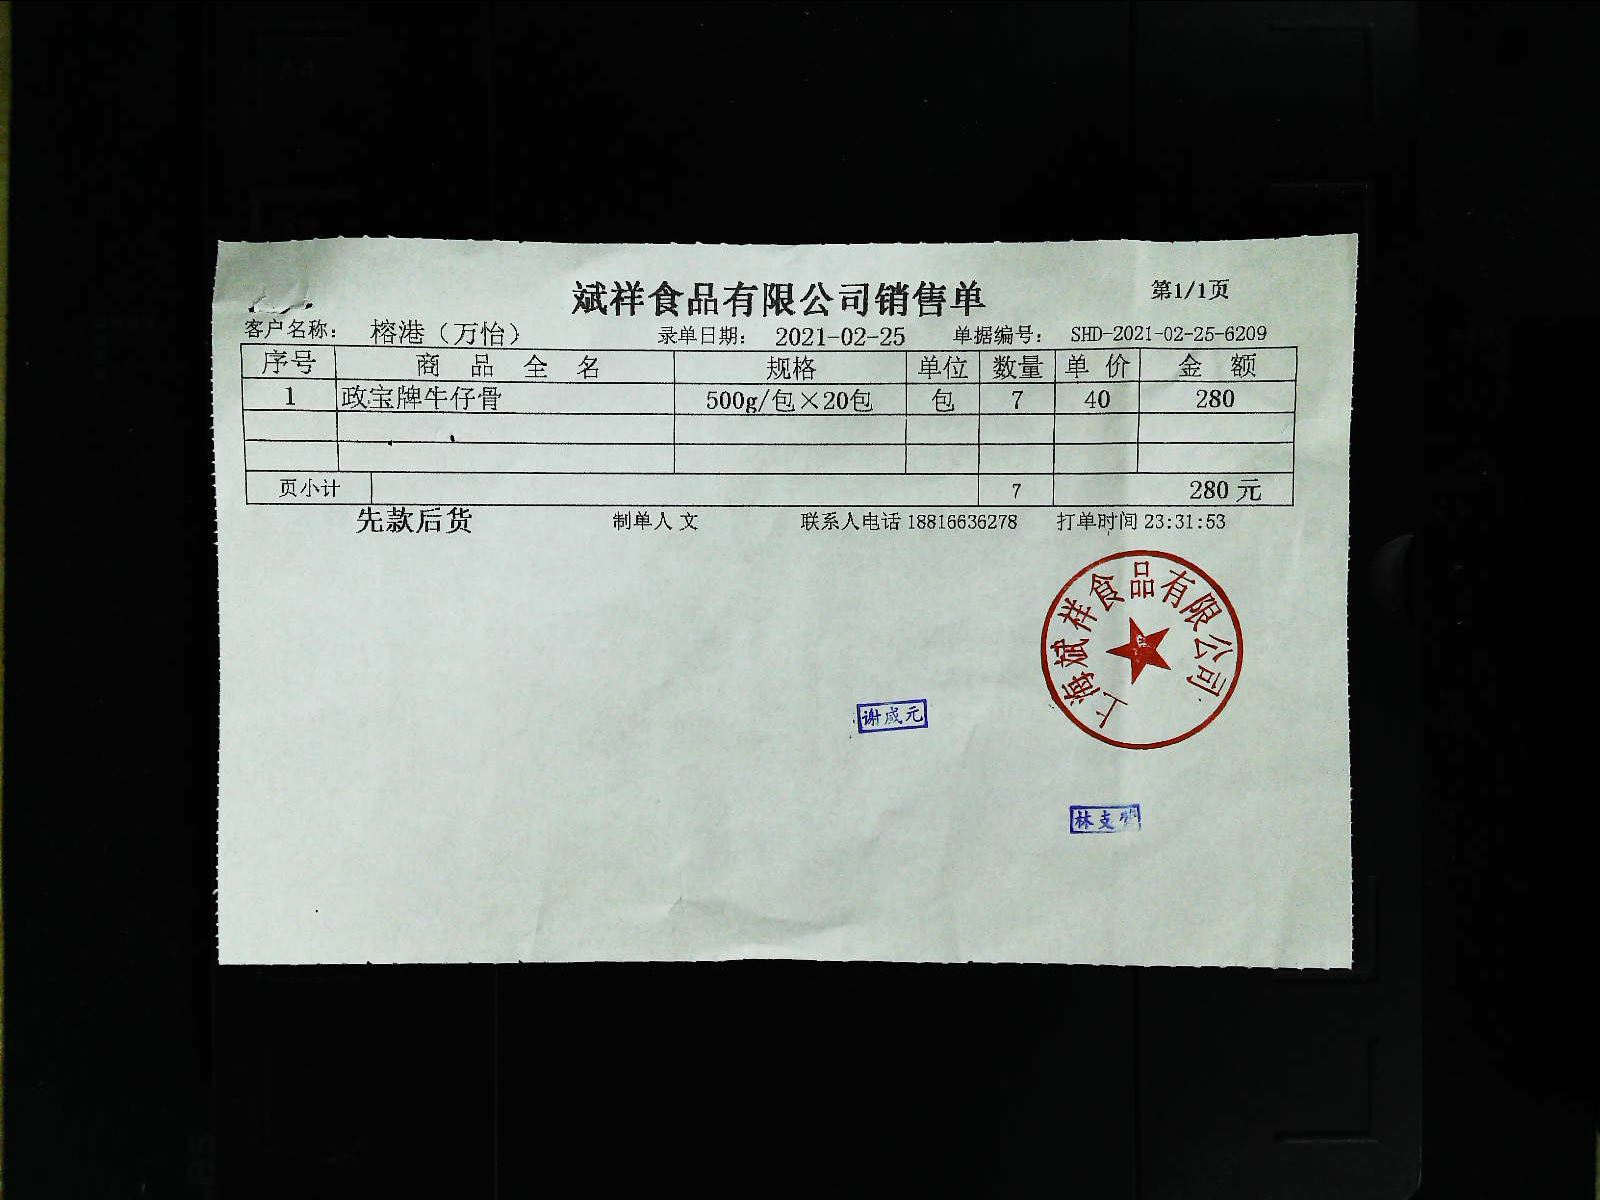 斌祥食品有限公司销售单 第1/1页
客户名称： 榕港（万怡） 录单日期： 2021-02-25 单据编号： SHD-2021-02-25-6209
序号 商品全名 规格 单位 数量 单价 金额
1 政宝牌牛仔骨 500g/包×20包 包 7 40 280
页小计 7 280 元
先款后货 制单人 文 联系人电话 18816636278 打单时间 23:31:53
上海斌祥食品有限公司
谢咸元
林支